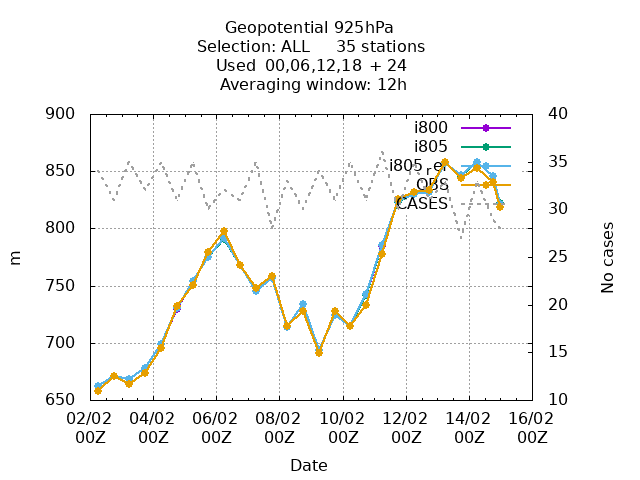 Geopotential 925hPa
Selection: ALL 35 stations
Used 00,06,12,18 + 24
Averaging window: 12h
900 40
i800
i805
850 35
i805_re
OBS
CASES
800 30
m
No cases
750 25
20
700
15
650 10
02/02 04/02 06/02 08/02 10/02 12/02 14/02 16/02
00Z 00Z 00Z 00Z 00Z 00Z 00Z 00Z
Date